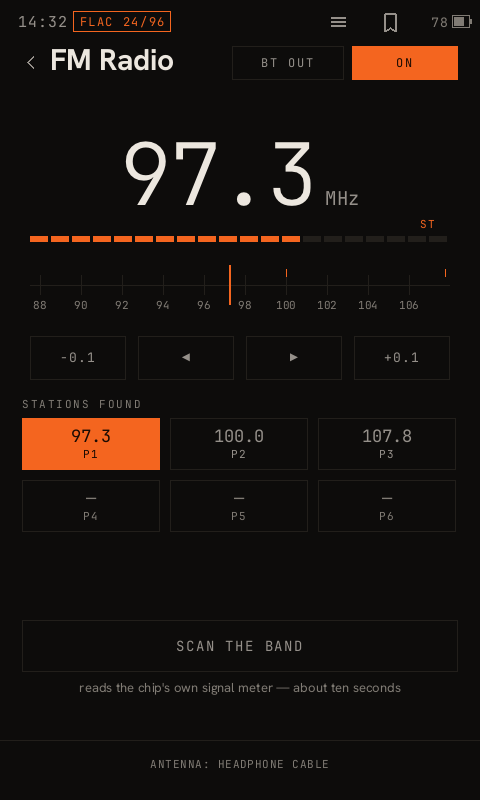 14:32 FLAC 24/96 78
FM Radio BT OUT ON
97.3 MHz
ST
88 90 92 94 96 98 100 102 104 106
-0.1 ◀ ▶ +0.1
STATIONS FOUND
97.3 100.0 107.8
P1 P2 P3
— — —
P4 P5 P6
SCAN THE BAND
reads the chip's own signal meter — about ten seconds
ANTENNA: HEADPHONE CABLE